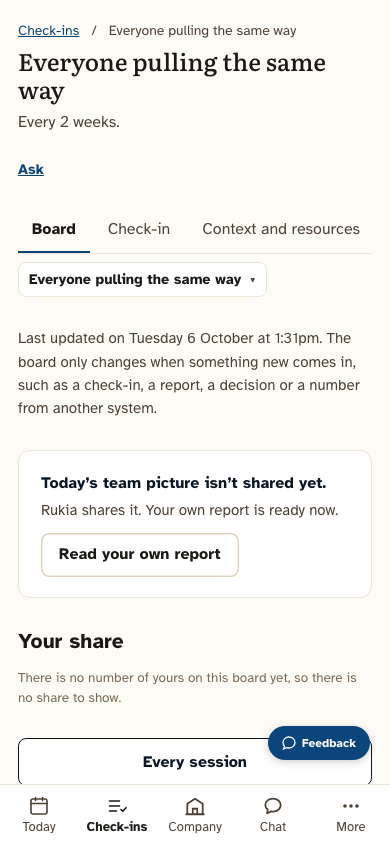 Check-ins / Everyone pulling the same way
Everyone pulling the same
way
Every 2 weeks.
Ask
Board Check-in Context and resources
Everyone pulling the same way ▾
Last updated on Tuesday 6 October at 1:31pm. The
board only changes when something new comes in,
such as a check-in, a report, a decision or a number
from another system.
Today’s team picture isn’t shared yet.
Rukia shares it. Your own report is ready now.
Read your own report
Your share
There is no number of yours on this board yet, so there is
no share to show.
Every session
Feedback
Today Check-ins Company Chat More